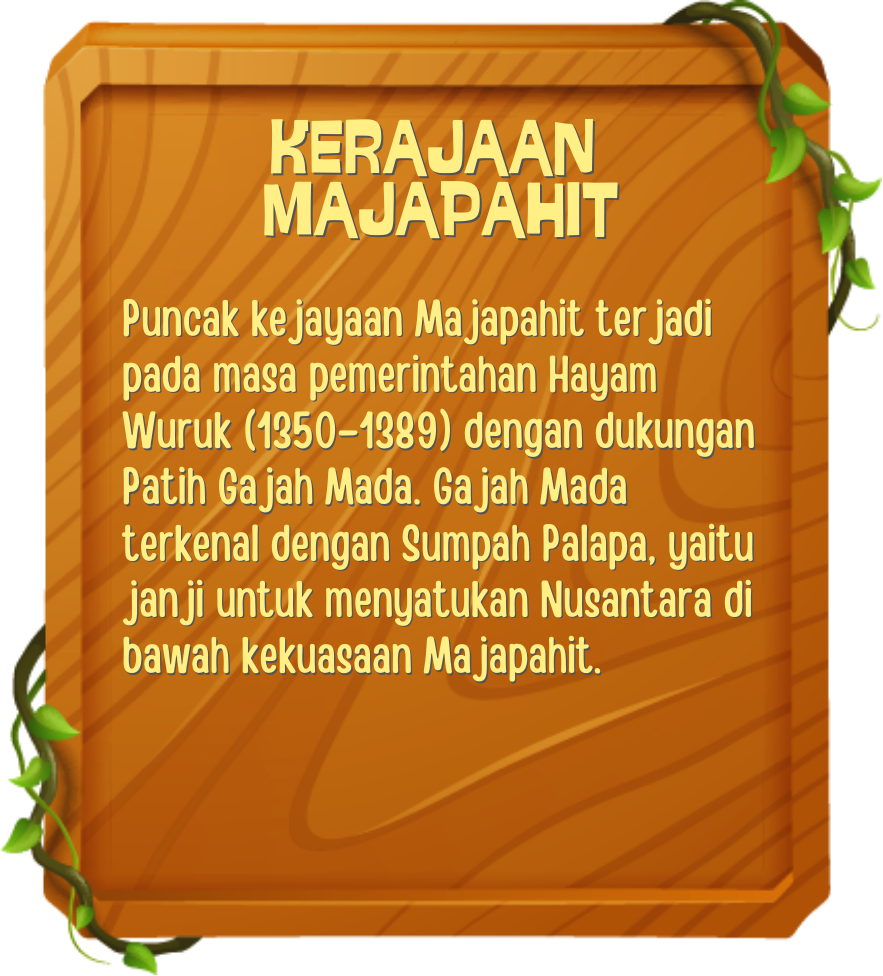 KERAJAAN
MAJAPAHIT
Puncak kejayaan Majapahit terjadi
pada masa pemerintahan Hayam
Wuruk (1350–1389) dengan dukungan
Patih Gajah Mada. Gajah Mada
terkenal dengan Sumpah Palapa, yaitu
janji untuk menyatukan Nusantara di
bawah kekuasaan Majapahit.